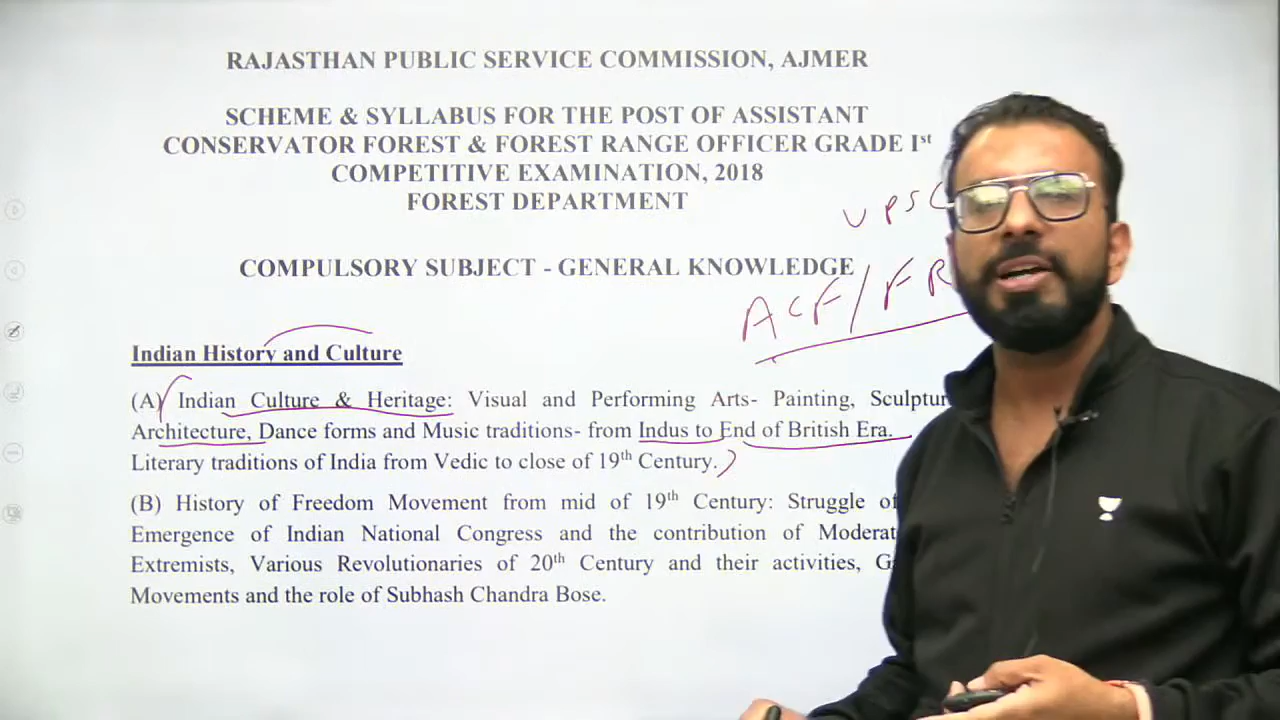 RAJASTHAN PUBLIC SERVICE COMMISSION, AJMER
SCHEME & SYLLABUS FOR THE POST OF ASSISTANT
CONSERVATOR FOREST & FOREST RANGE OFFICER GRADE Ist
COMPETITIVE EXAMINATION, 2018
FOREST DEPARTMENT
UPSC
COMPULSORY SUBJECT - GENERAL KNOWLEDGE
ACF/FR
Indian History and Culture
(A) Indian Culture & Heritage: Visual and Performing Arts- Painting, Sculptur
Architecture, Dance forms and Music traditions- from Indus to End of British Era.
Literary traditions of India from Vedic to close of 19th Century.
(B) History of Freedom Movement from mid of 19th Century: Struggle of
Emergence of Indian National Congress and the contribution of Moderat
Extremists, Various Revolutionaries of 20th Century and their activities, G
Movements and the role of Subhash Chandra Bose.